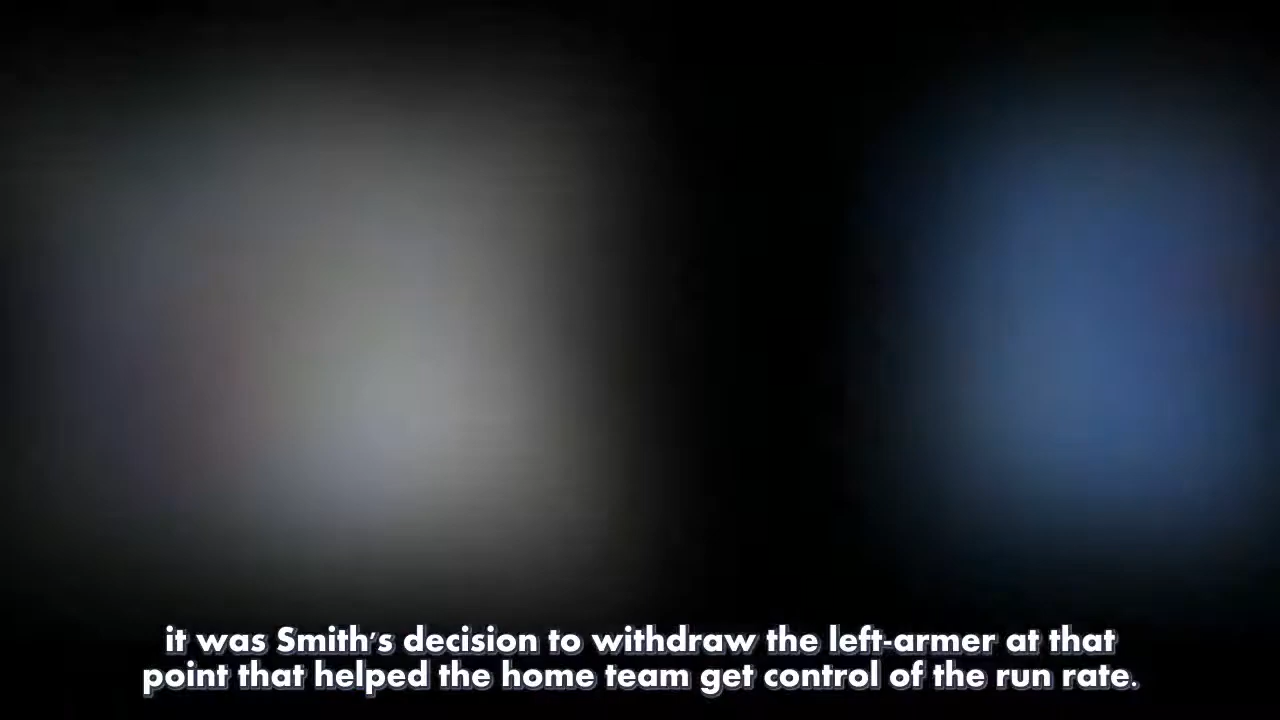 it was Smith's decision to withdraw the left-armer at that
point that helped the home team get control of the run rate.